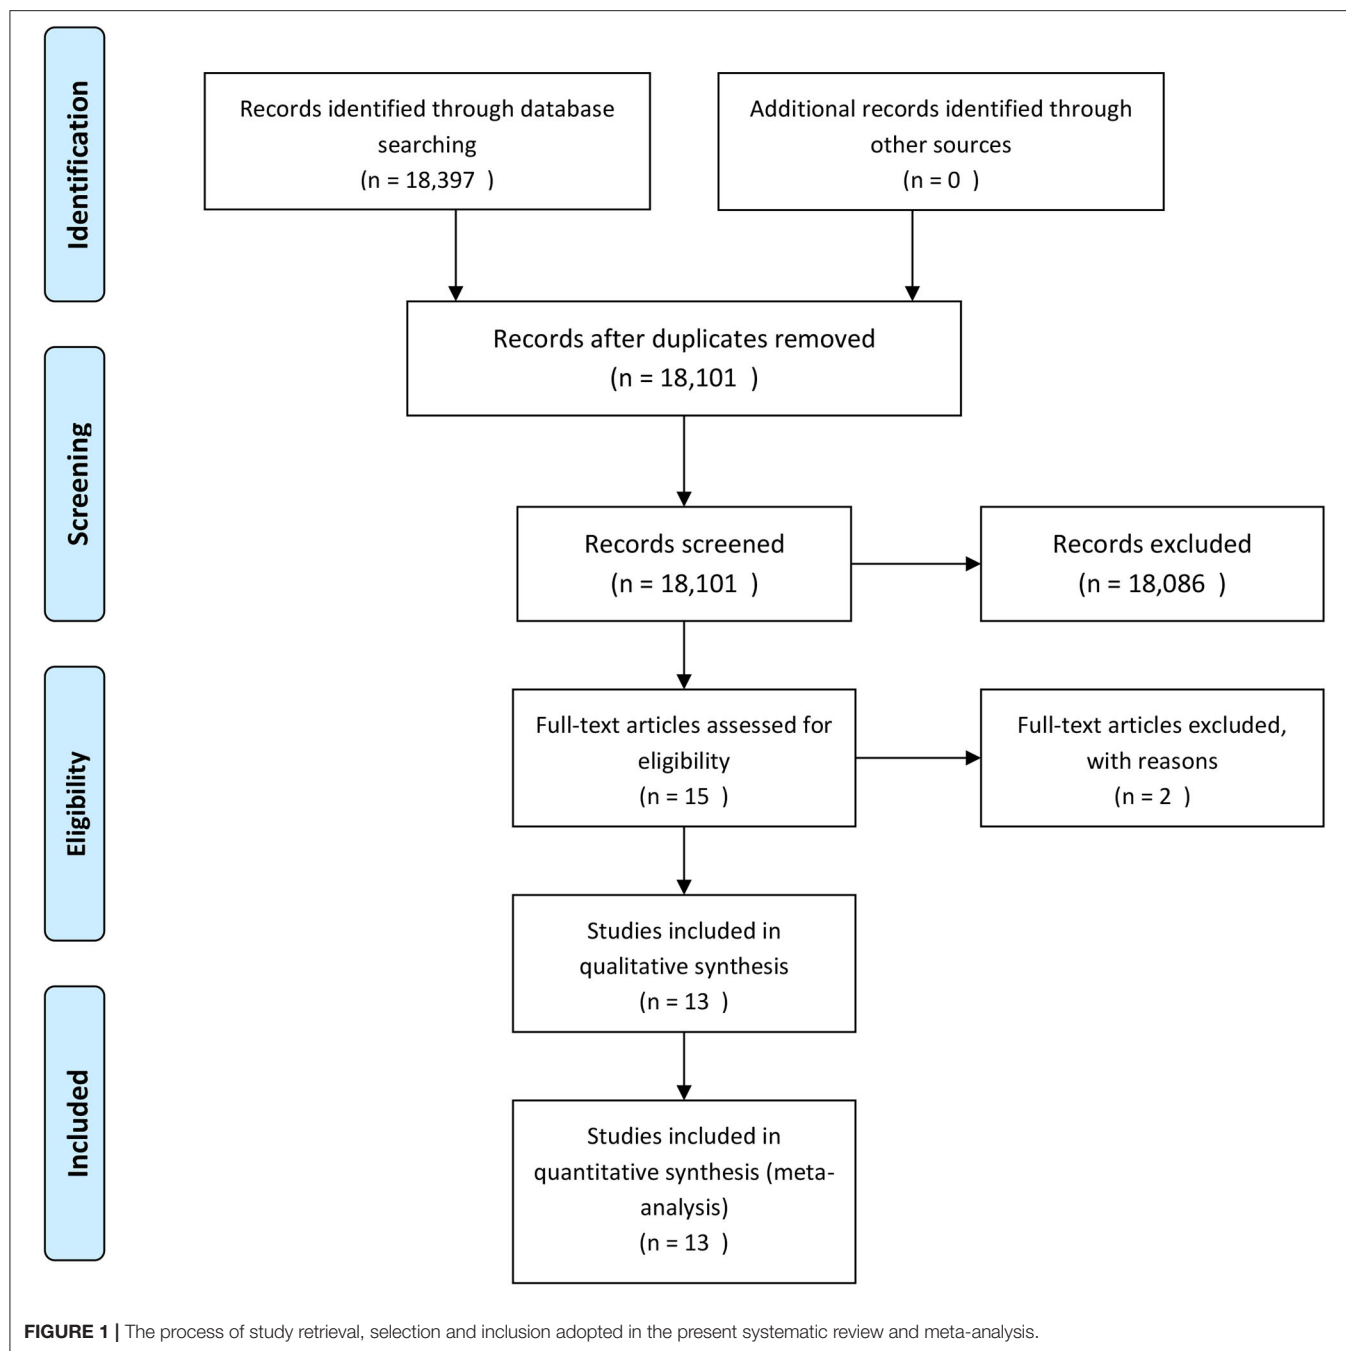 Identification
Records identified through database
searching
(n = 18,397 )
Additional records identified through
other sources
(n = 0 )
Records after duplicates removed
(n = 18,101 )
Screening
Records screened
(n = 18,101 )
Records excluded
(n = 18,086 )
Eligibility
Full-text articles assessed for
eligibility
(n = 15 )
Full-text articles excluded,
with reasons
(n = 2 )
Studies included in
qualitative synthesis
(n = 13 )
Included
Studies included in
quantitative synthesis (meta-
analysis)
(n = 13 )
FIGURE 1 | The process of study retrieval, selection and inclusion adopted in the present systematic review and meta-analysis.